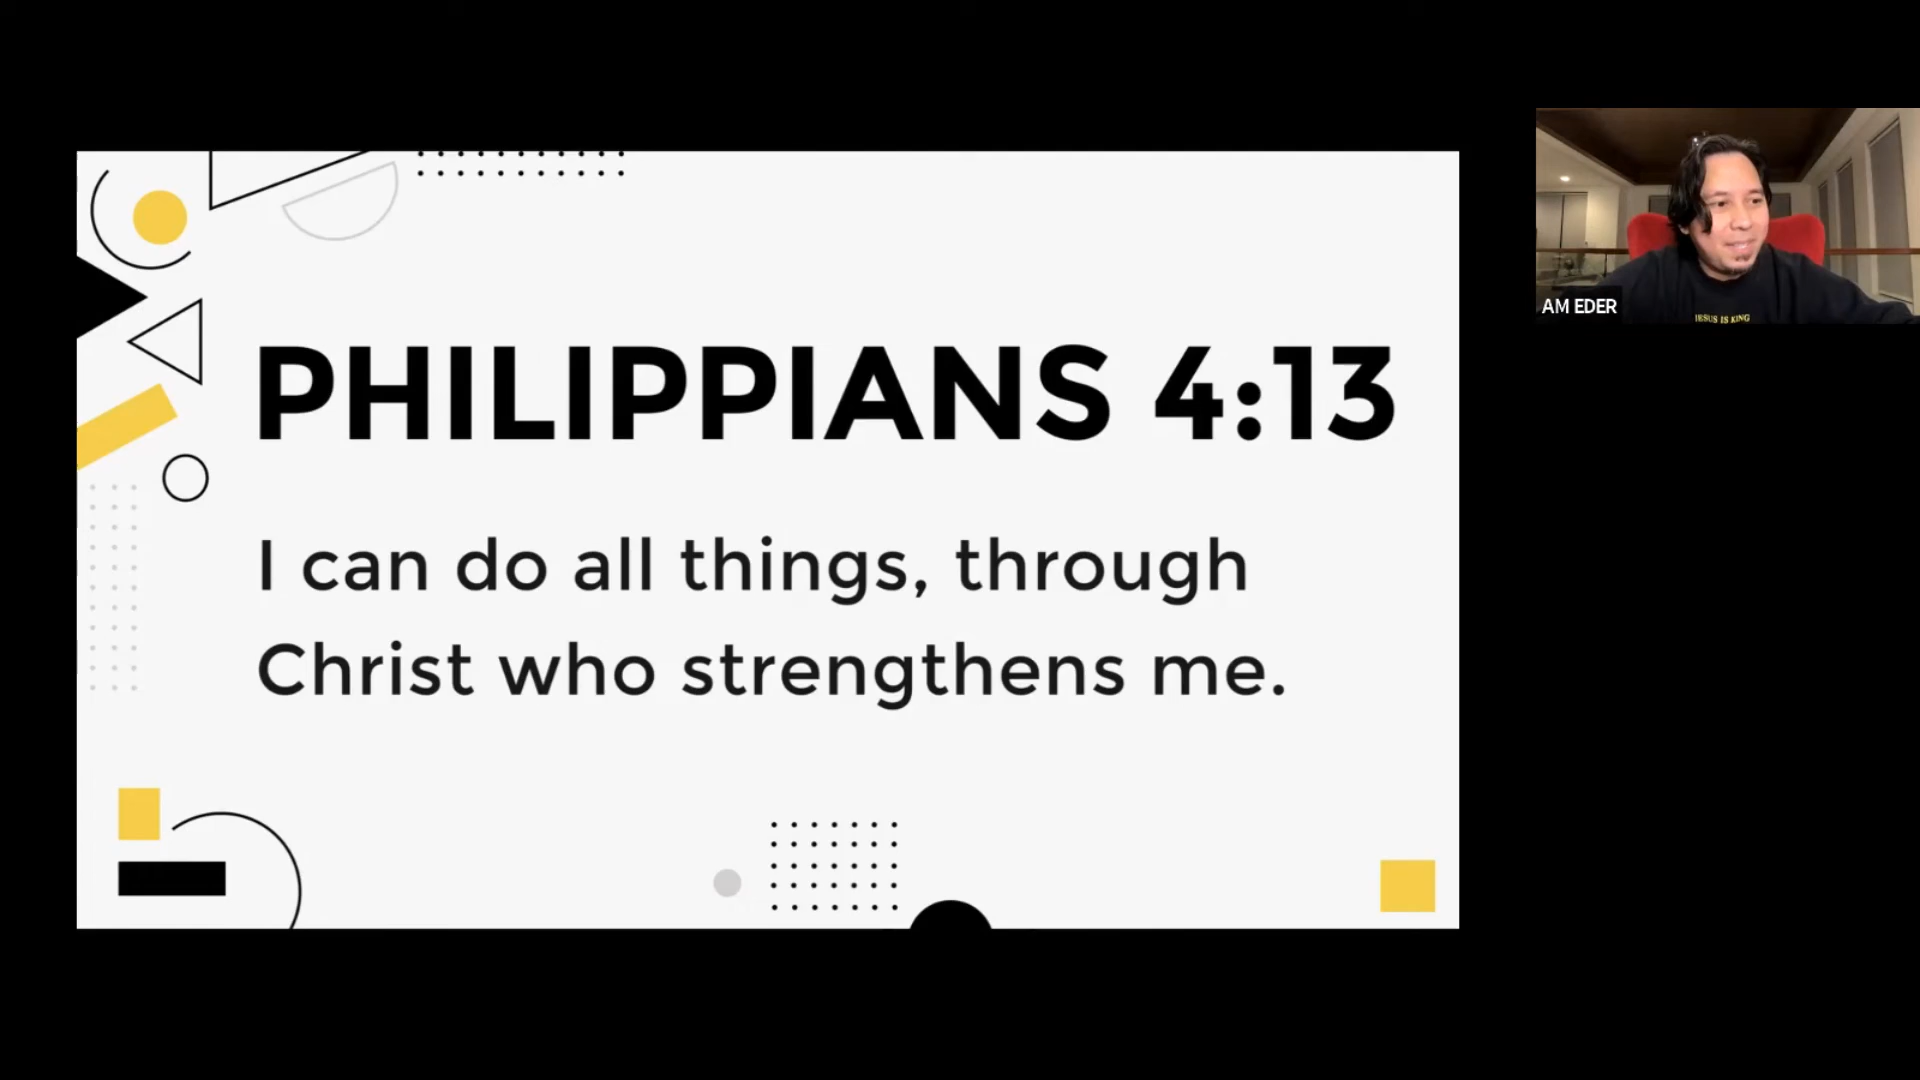 PHILIPPIANS 4:13
I can do all things, through
Christ who strengthens me.
AM EDER
JESUS IS KING